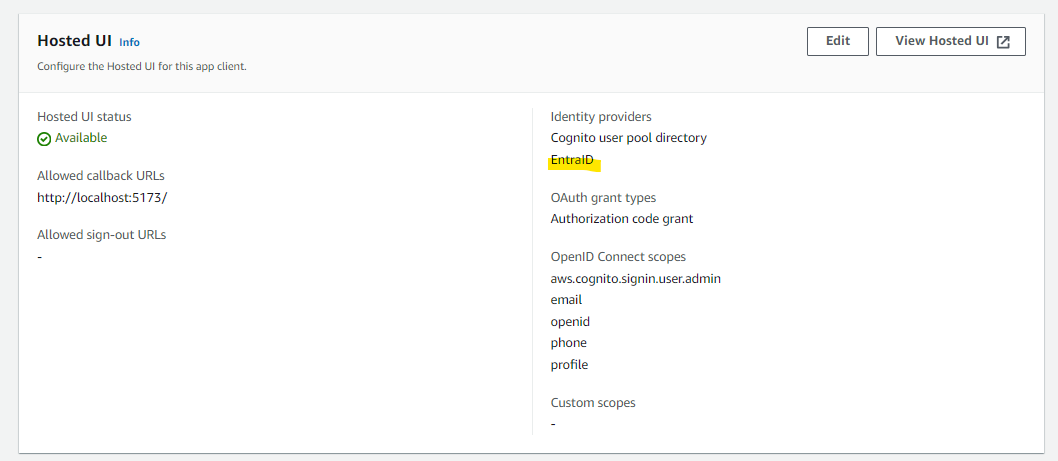 Hosted UI Info
Edit
View Hosted UI
Configure the Hosted UI for this app client.
Hosted UI status
Available
Allowed callback URLs
http://localhost:5173/
Allowed sign-out URLs
-
Identity providers
Cognito user pool directory
EntraID
OAuth grant types
Authorization code grant
OpenID Connect scopes
aws.cognito.signin.user.admin
email
openid
phone
profile
Custom scopes
-